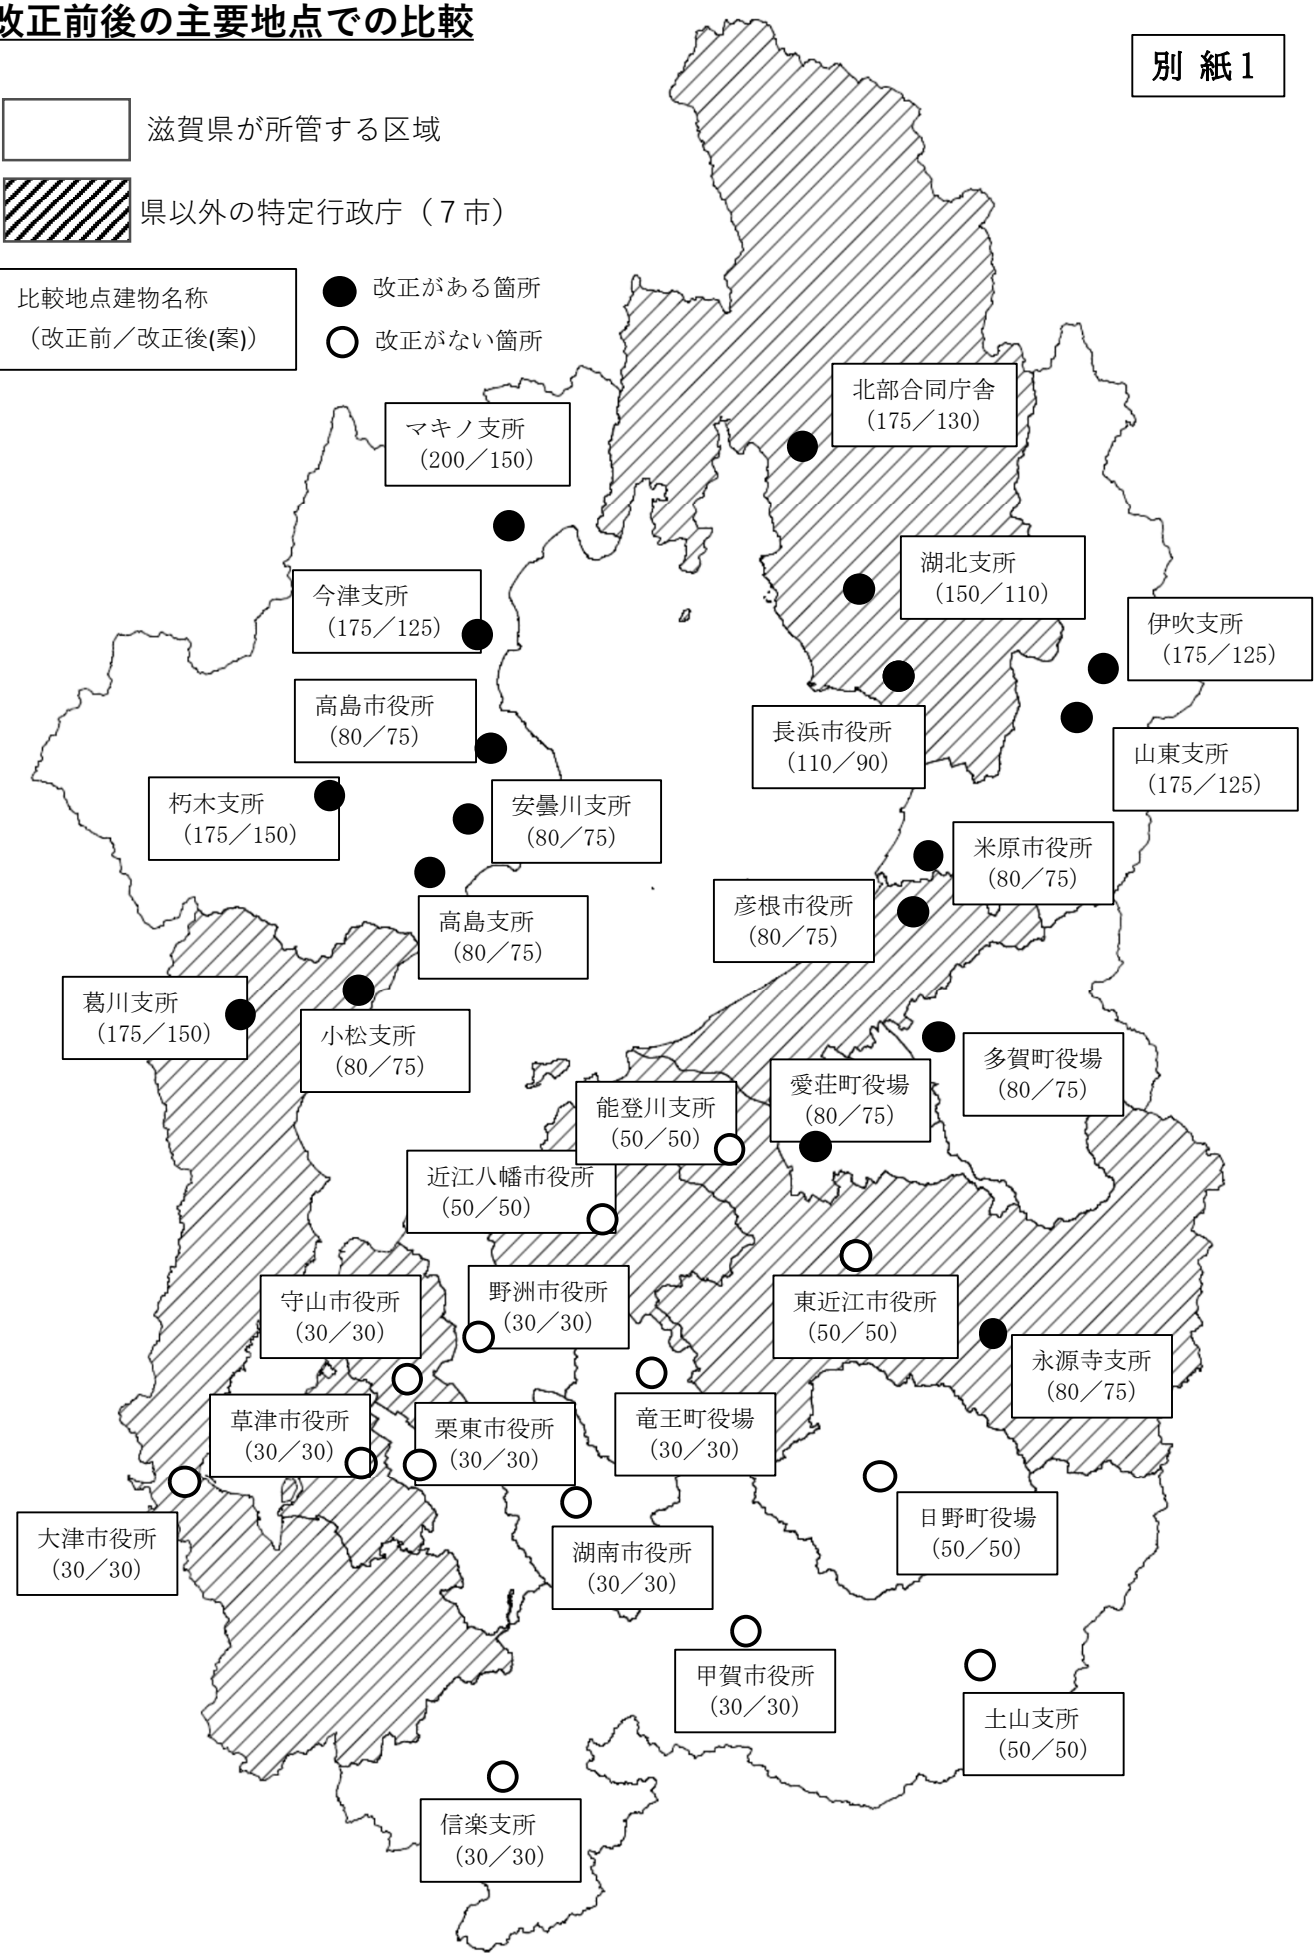 改正前後の主要地点での比較
別 紙１
滋賀県が所管する区域
県以外の特定行政庁（７市）
比較地点建物名称
（改正前／改正後(案)）
改正がある箇所
改正がない箇所
北部合同庁舎
（175／130）
マキノ支所
（200／150）
湖北支所
（150／110）
今津支所
（175／125）
伊吹支所
（175／125）
高島市役所
（80／75）
長浜市役所
（110／90）
山東支所
（175／125）
朽木支所
（175／150）
安曇川支所
（80／75）
米原市役所
（80／75）
彦根市役所
（80／75）
高島支所
（80／75）
葛川支所
（175／150）
小松支所
（80／75）
多賀町役場
（80／75）
愛荘町役場
（80／75）
能登川支所
（50／50）
近江八幡市役所
（50／50）
野洲市役所
（30／30）
守山市役所
（30／30）
東近江市役所
（50／50）
永源寺支所
（80／75）
草津市役所
（30／30）
栗東市役所
（30／30）
竜王町役場
（30／30）
日野町役場
（50／50）
大津市役所
（30／30）
湖南市役所
（30／30）
甲賀市役所
（30／30）
土山支所
（50／50）
信楽支所
（30／30）